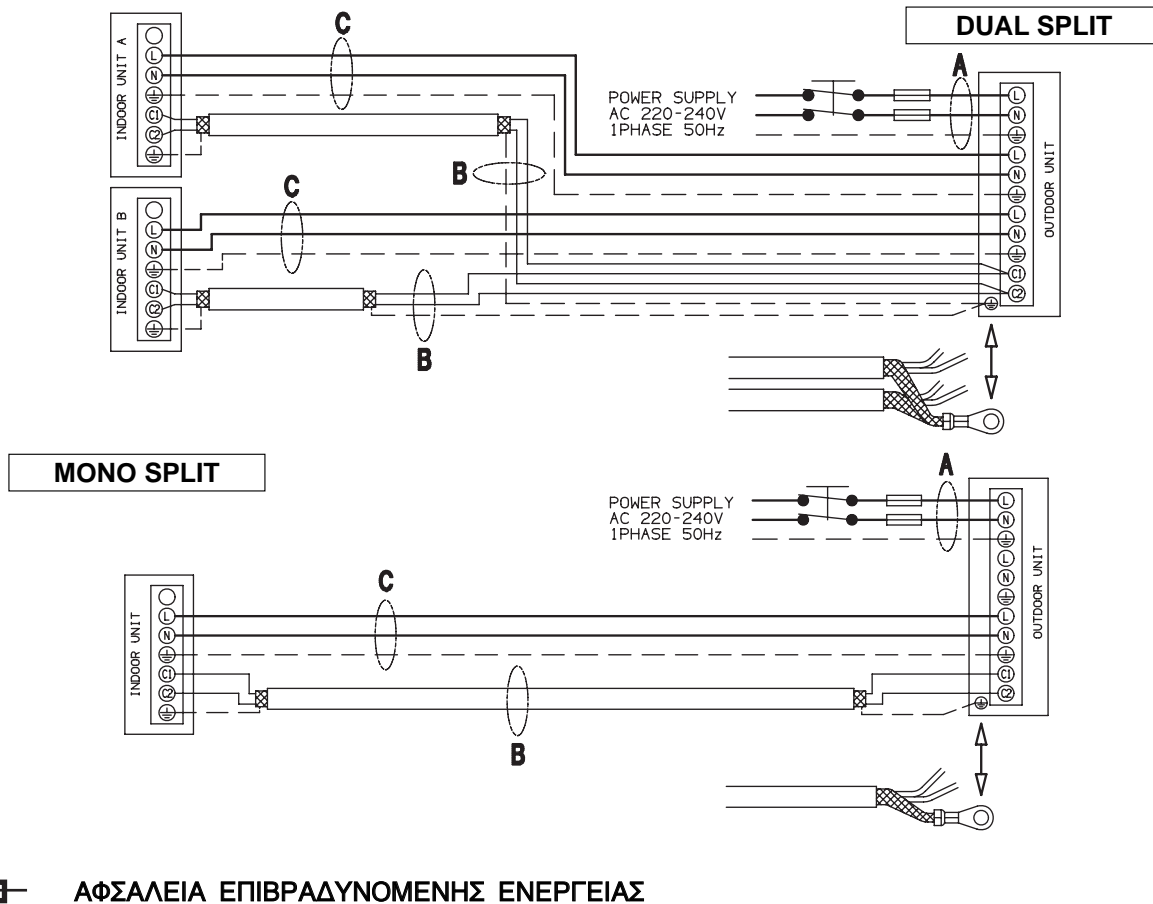 DUAL SPLIT
INDOOR UNIT A
L
N
C1
C2
C
POWER SUPPLY
AC 220-240V
1PHASE 50Hz
A
L
N
L
N
L
N
C1
C2
OUTDOOR UNIT
B
INDOOR UNIT B
L
N
C1
C2
C
B
MONO SPLIT
POWER SUPPLY
AC 220-240V
1PHASE 50Hz
A
L
N
L
N
L
N
C1
C2
OUTDOOR UNIT
INDOOR UNIT
L
N
C1
C2
C
B
ΑΦΣΑΛΕΙΑ ΕΠΙΒΡΑΔΥΝΟΜΕΝΗΣ ΕΝΕΡΓΕΙΑΣ